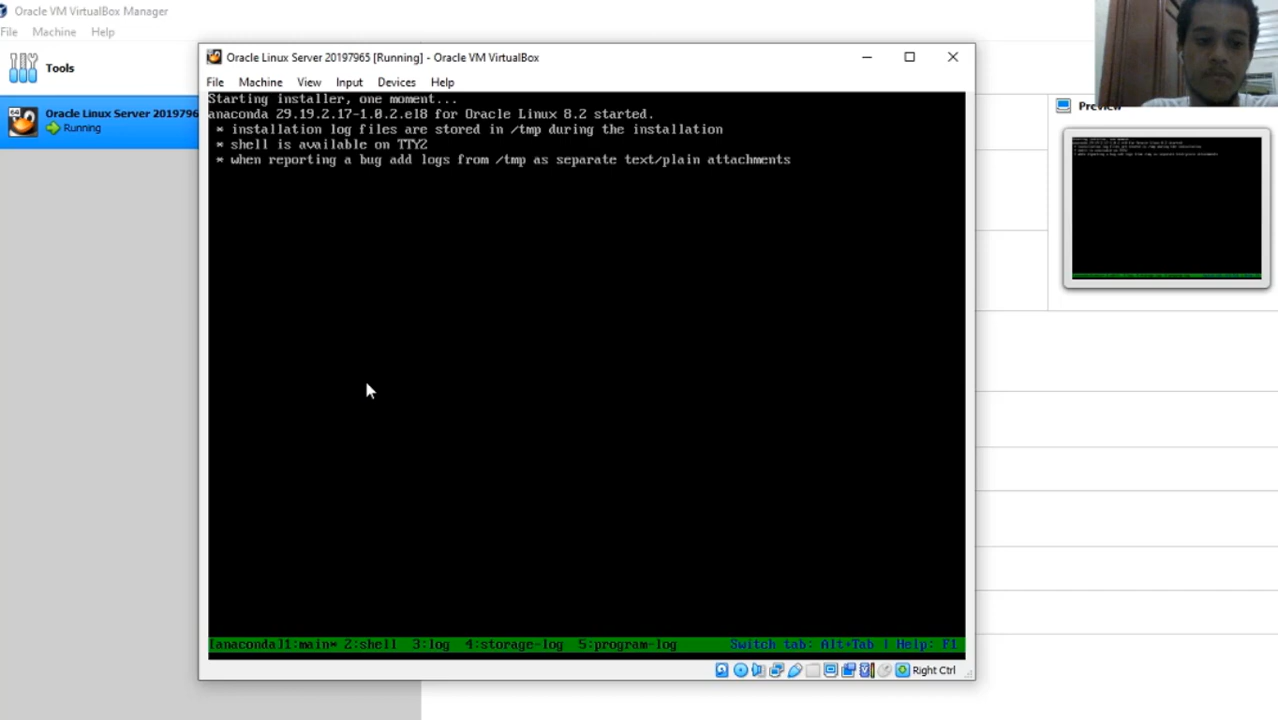 Oracle VM VirtualBox Manager
File Machine Help
Tools
Oracle Linux Server 2019796
Running
Oracle Linux Server 20197965 [Running] - Oracle VM VirtualBox
File Machine View Input Devices Help
Starting installer, one moment...
anaconda 29.19.2.17-1.0.2.el8 for Oracle Linux 8.2 started.
* installation log files are stored in /tmp during the installation
* shell is available on TTY2
* when reporting a bug add logs from /tmp as separate text/plain attachments
[anaconda]1:main* 2:shell 3:log 4:storage-log 5:program-log Switch tab: Alt+Tab | Help: F1
Right Ctrl
Preview